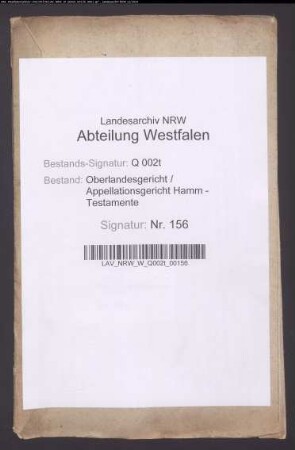 Landesarchiv NRW
Abteilung Westfalen
Bestands-Signatur: Q 002t
Bestand: Oberlandesgericht /
Appellationsgericht Hamm -
Testamente
Signatur: Nr. 156
LAV_NRW_W_Q002t_00156